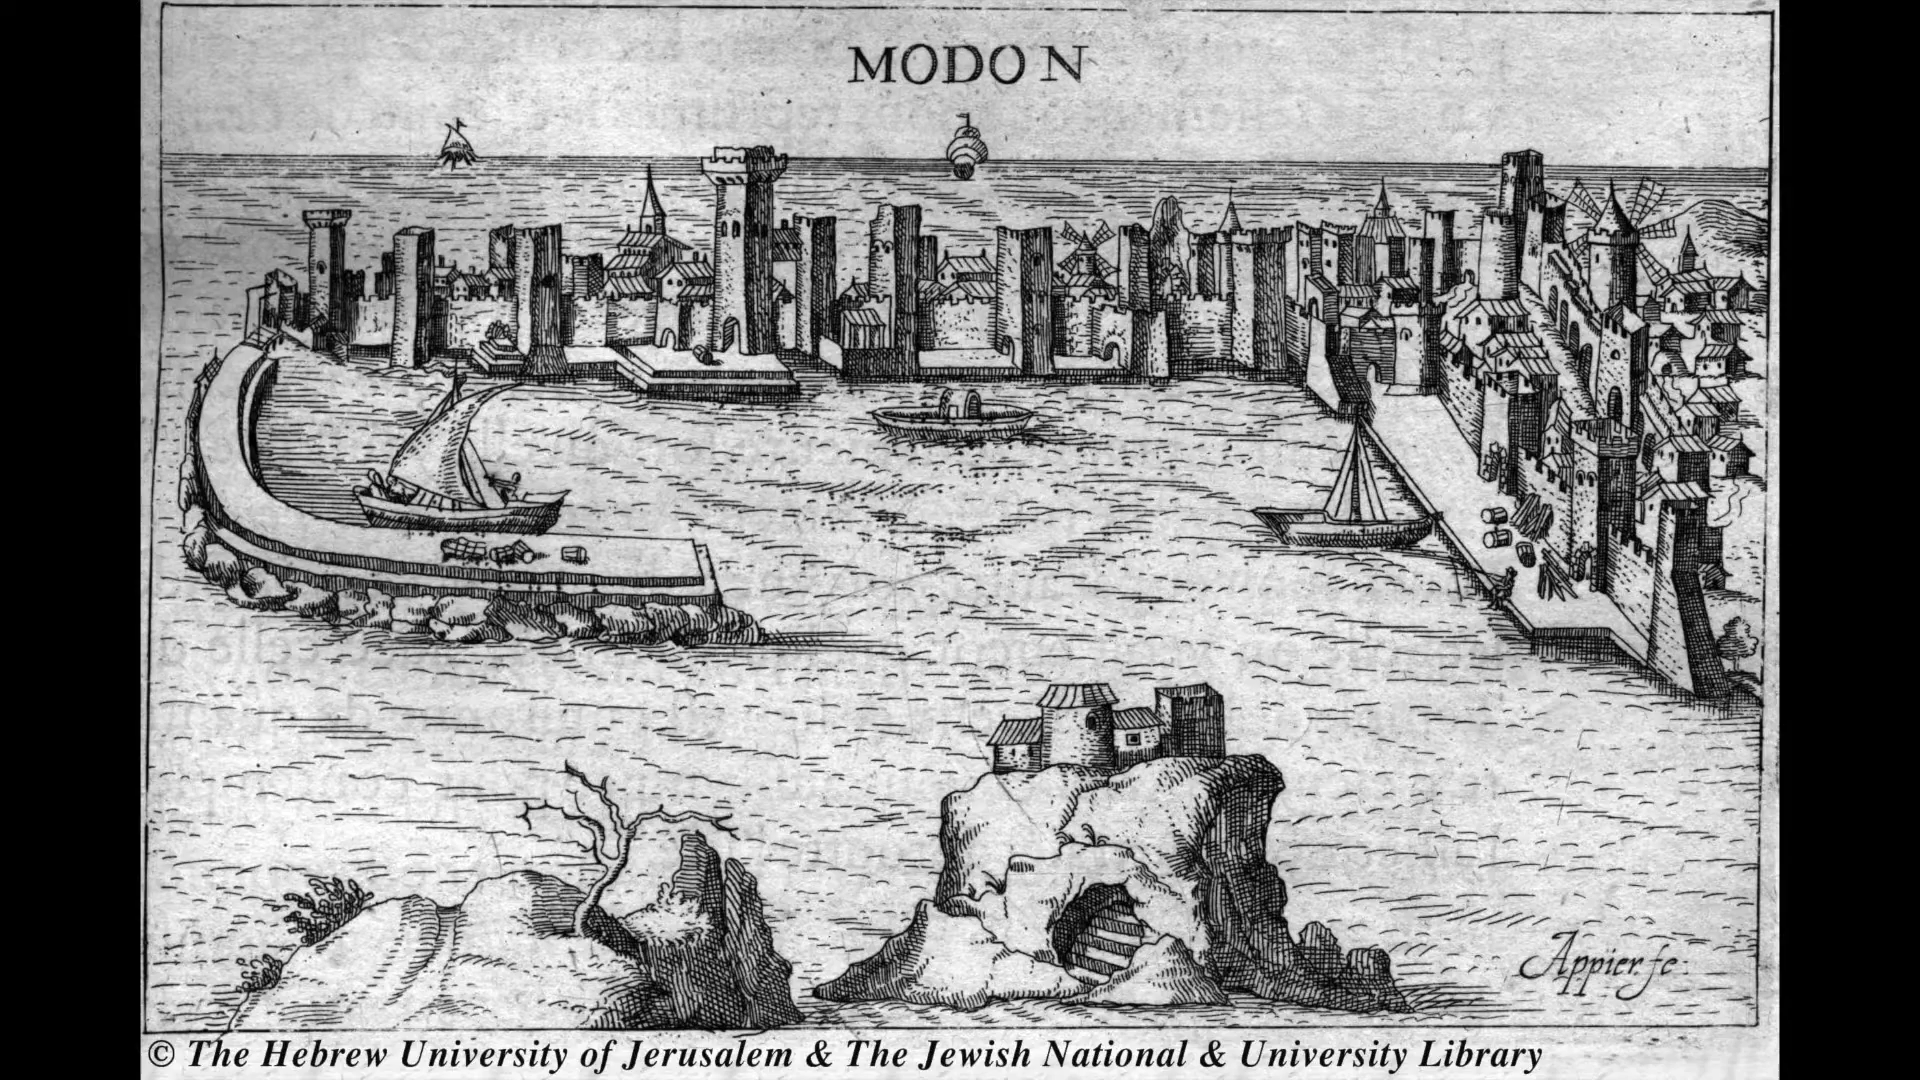 MODON
Appier. fe:
© The Hebrew University of Jerusalem & The Jewish National & University Library